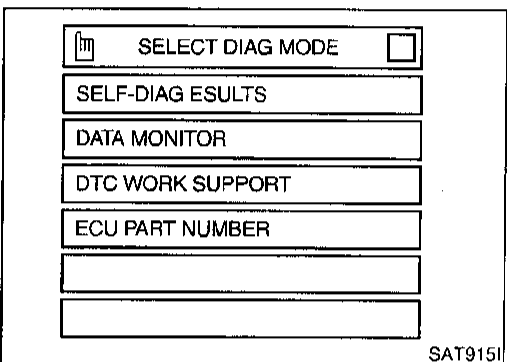 SELECT DIAG MODE
SELF-DIAG ESULTS
DATA MONITOR
DTC WORK SUPPORT
ECU PART NUMBER
SAT915I